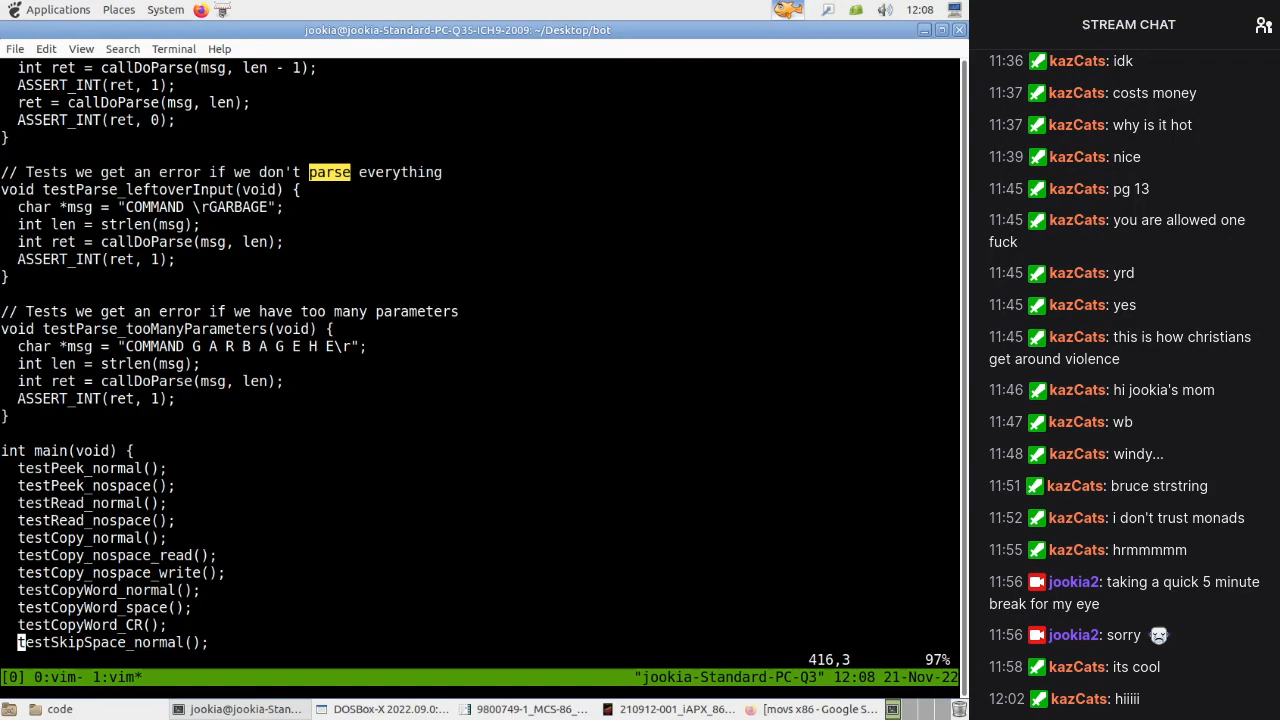 Applications Places System 12:08
jookia@jookia-Standard-PC-Q35-ICH9-2009: ~/Desktop/bot
File Edit View Search Terminal Help
  int ret = callDoParse(msg, len - 1);
  ASSERT_INT(ret, 1);
  ret = callDoParse(msg, len);
  ASSERT_INT(ret, 0);
}

// Tests we get an error if we don't parse everything
void testParse_leftoverInput(void) {
  char *msg = "COMMAND \rGARBAGE";
  int len = strlen(msg);
  int ret = callDoParse(msg, len);
  ASSERT_INT(ret, 1);
}

// Tests we get an error if we have too many parameters
void testParse_tooManyParameters(void) {
  char *msg = "COMMAND G A R B A G E H E\r";
  int len = strlen(msg);
  int ret = callDoParse(msg, len);
  ASSERT_INT(ret, 1);
}

int main(void) {
  testPeek_normal();
  testPeek_nospace();
  testRead_normal();
  testRead_nospace();
  testCopy_normal();
  testCopy_nospace_read();
  testCopy_nospace_write();
  testCopyWord_normal();
  testCopyWord_space();
  testCopyWord_CR();
  testSkipSpace_normal();
416,3 97%
[0] 0:vim- 1:vim* "jookia-Standard-PC-Q3" 12:08 21-Nov-22
code jookia@jookia-Stan... DOSBOX-X 2022.09.0:... 9800749-1_MCS-86_... 210912-001_iAPX_86... [movs x86 - Google S...
STREAM CHAT
11:36 kazCats: idk
11:37 kazCats: costs money
11:37 kazCats: why is it hot
11:39 kazCats: nice
11:45 kazCats: pg 13
11:45 kazCats: you are allowed one
fuck
11:45 kazCats: yrd
11:45 kazCats: yes
11:45 kazCats: this is how christians
get around violence
11:46 kazCats: hi jookia's mom
11:47 kazCats: wb
11:48 kazCats: windy...
11:51 kazCats: bruce strstring
11:52 kazCats: i don't trust monads
11:55 kazCats: hrmmmmm
11:56 jookia2: taking a quick 5 minute
break for my eye
11:56 jookia2: sorry
11:58 kazCats: its cool
12:02 kazCats: hiiiii